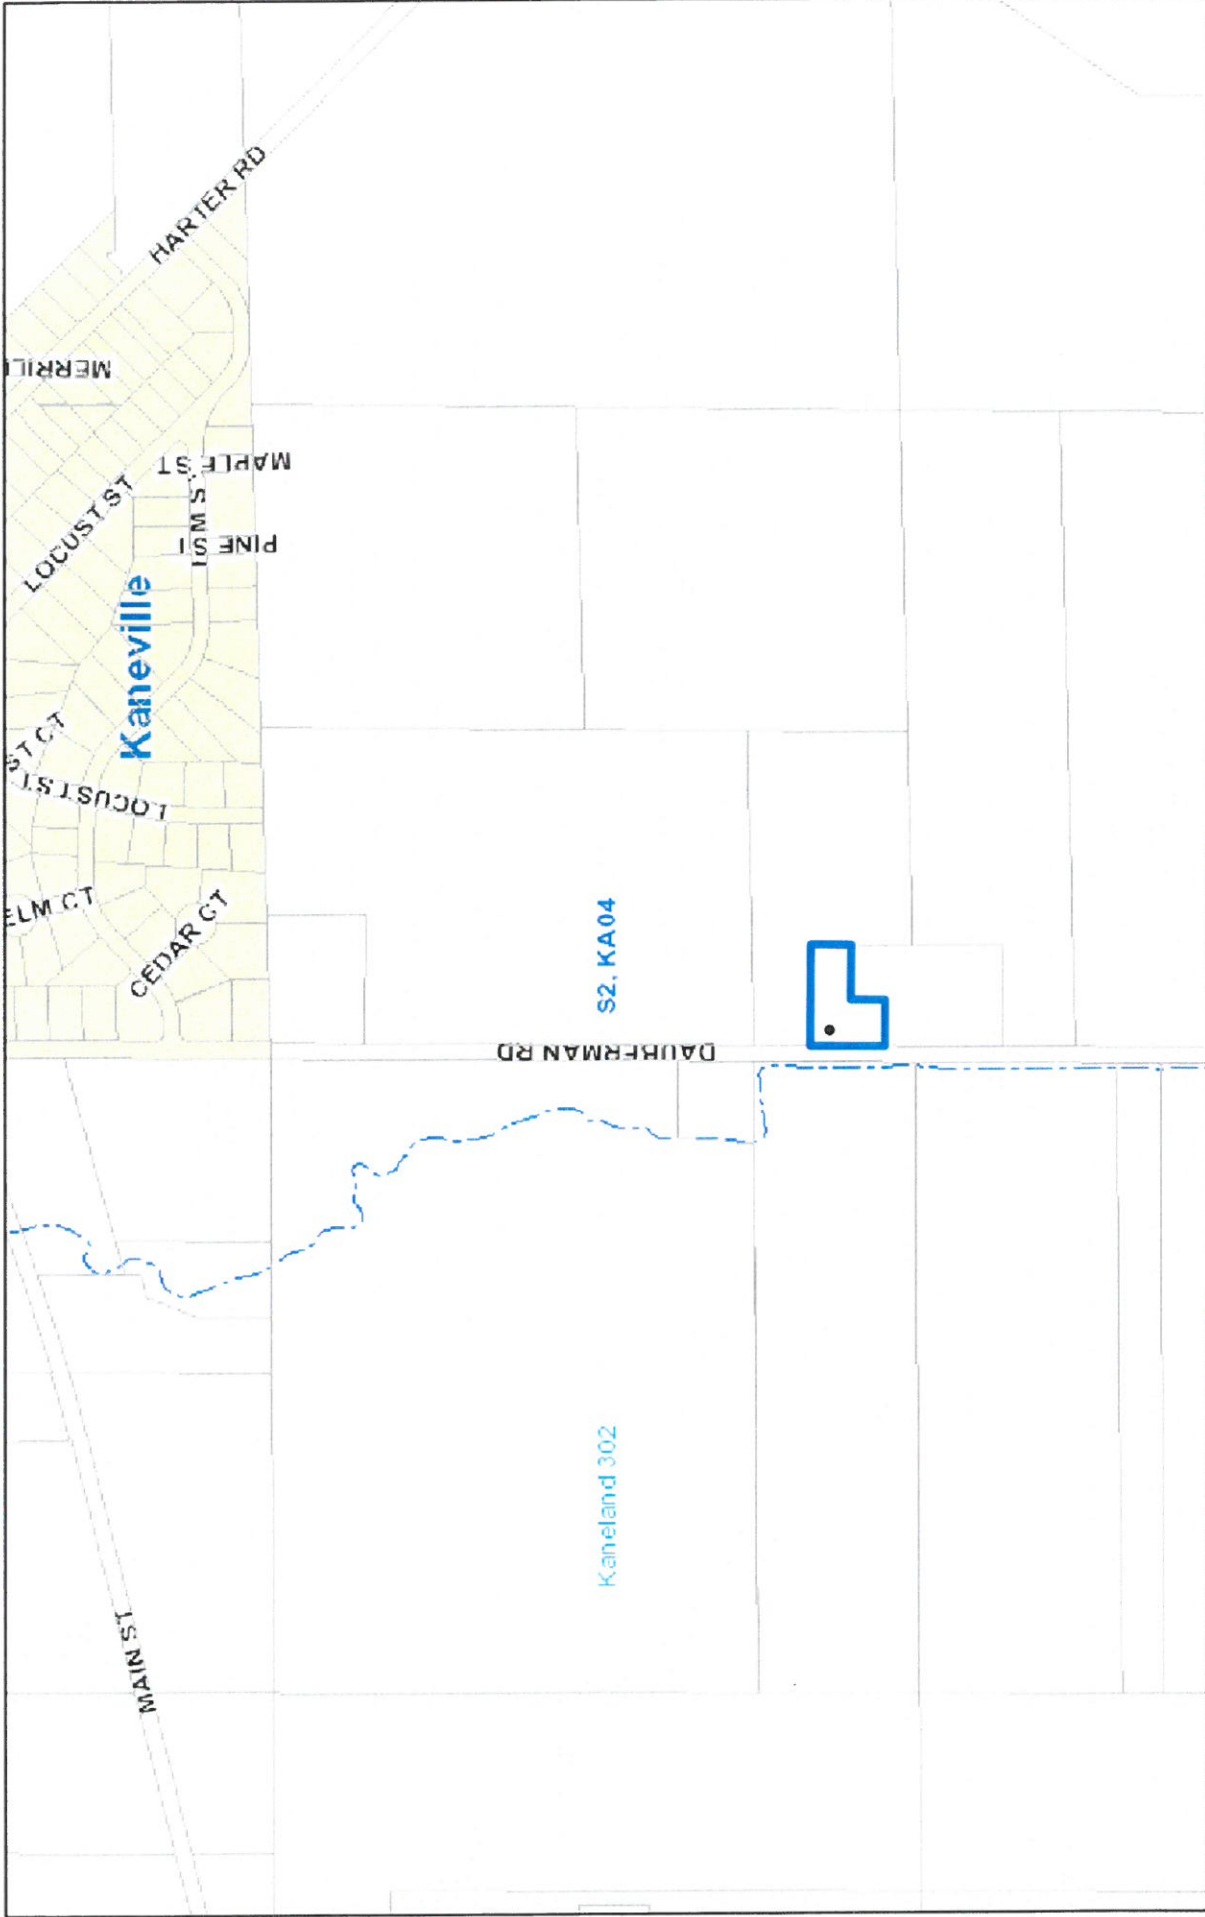 HARTER RD
MERRILL
MAPLE ST
LOCUST ST
ELM ST
PINE ST
Kaneville
ST CT
LOCUST ST
ELM CT
CEDAR CT
S2, KA04
DAUBERMAN RD
Kaneland 302
MAIN ST